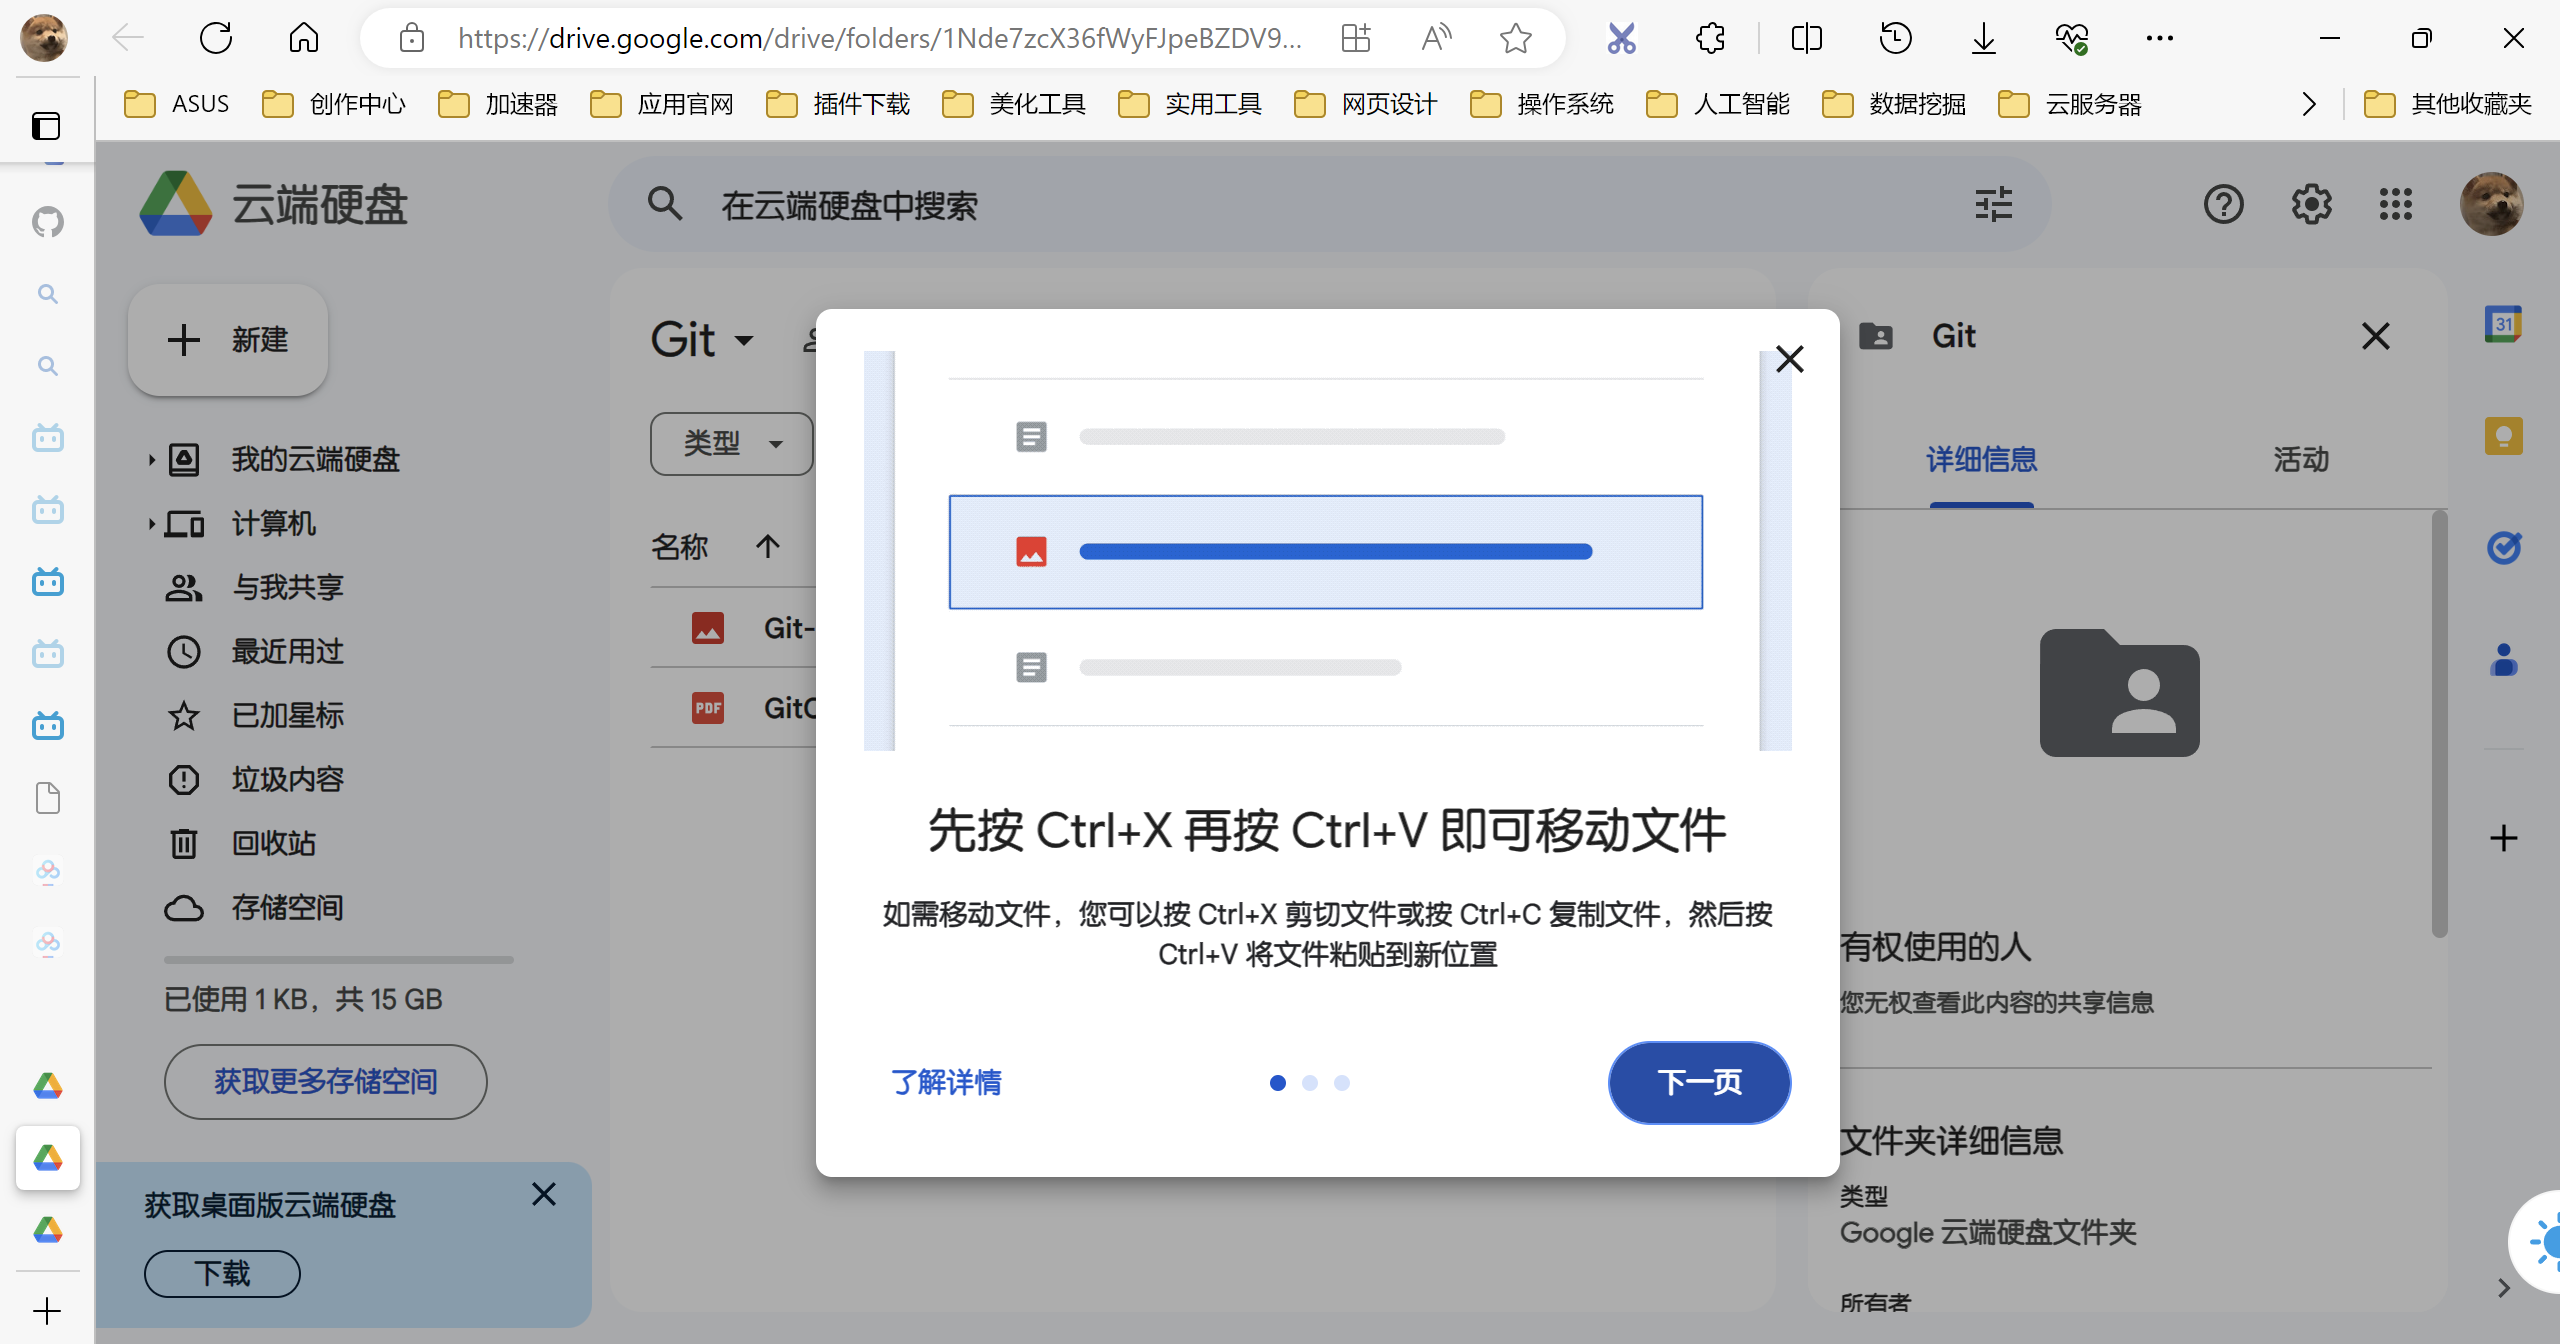 https://drive.google.com/drive/folders/1Nde7zcX36fWyFJpeBZDV9...
ASUS 创作中心 加速器 应用官网 插件下载 美化工具 实用工具 网页设计 操作系统 人工智能 数据挖掘 云服务器 其他收藏夹
云端硬盘
在云端硬盘中搜索
新建
我的云端硬盘
计算机
与我共享
最近用过
已加星标
垃圾内容
回收站
存储空间
已使用 1 KB，共 15 GB
获取更多存储空间
获取桌面版云端硬盘
下载
Git
类型
名称
Git-
PDF
先按 Ctrl+X 再按 Ctrl+V 即可移动文件
如需移动文件，您可以按 Ctrl+X 剪切文件或按 Ctrl+C 复制文件，然后按
Ctrl+V 将文件粘贴到新位置
了解详情
下一页
Git
详细信息
活动
有权使用的人
您无权查看此内容的共享信息
文件夹详细信息
类型
Google 云端硬盘文件夹
所有者
31